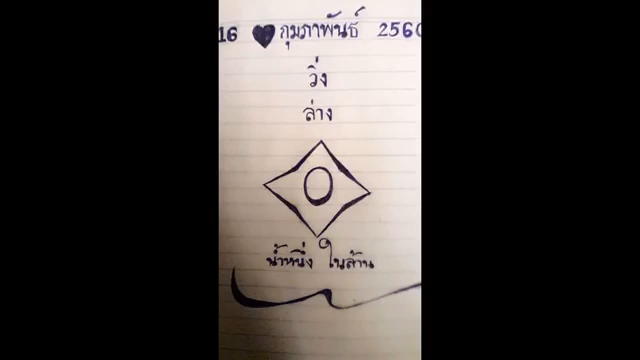 16 ♥ กุมภาพันธ์ 2560
วิ่ง
ล่าง
0
น้ำหนึ่ง ในล้าน